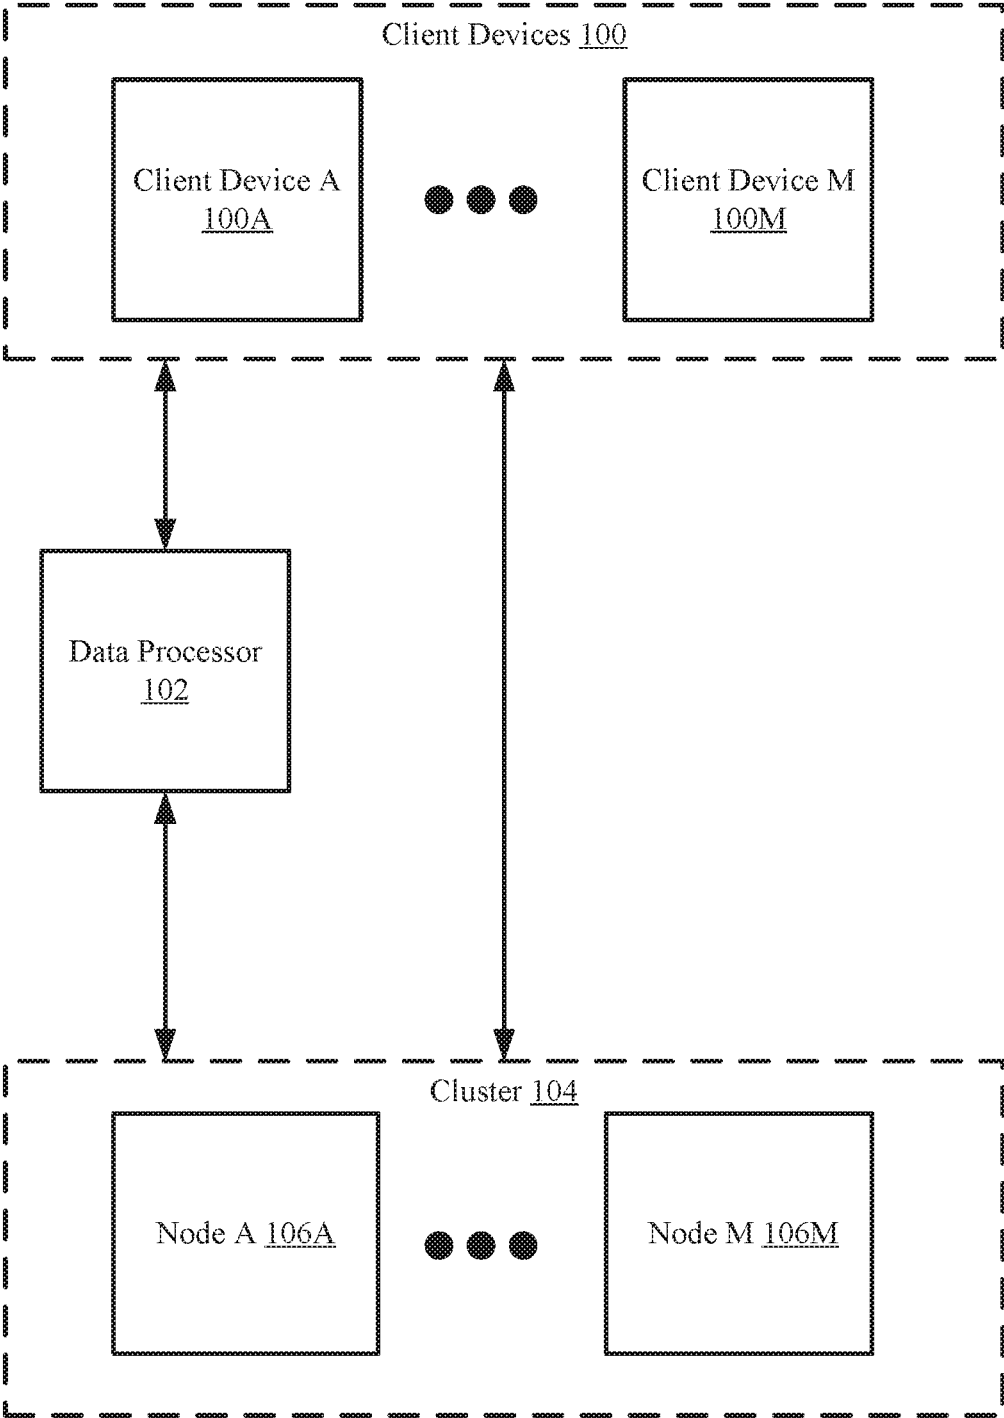 Client Devices 100
Client Device A
100A
Client Device M
100M
Data Processor
102
Cluster 104
Node A 106A
Node M 106M